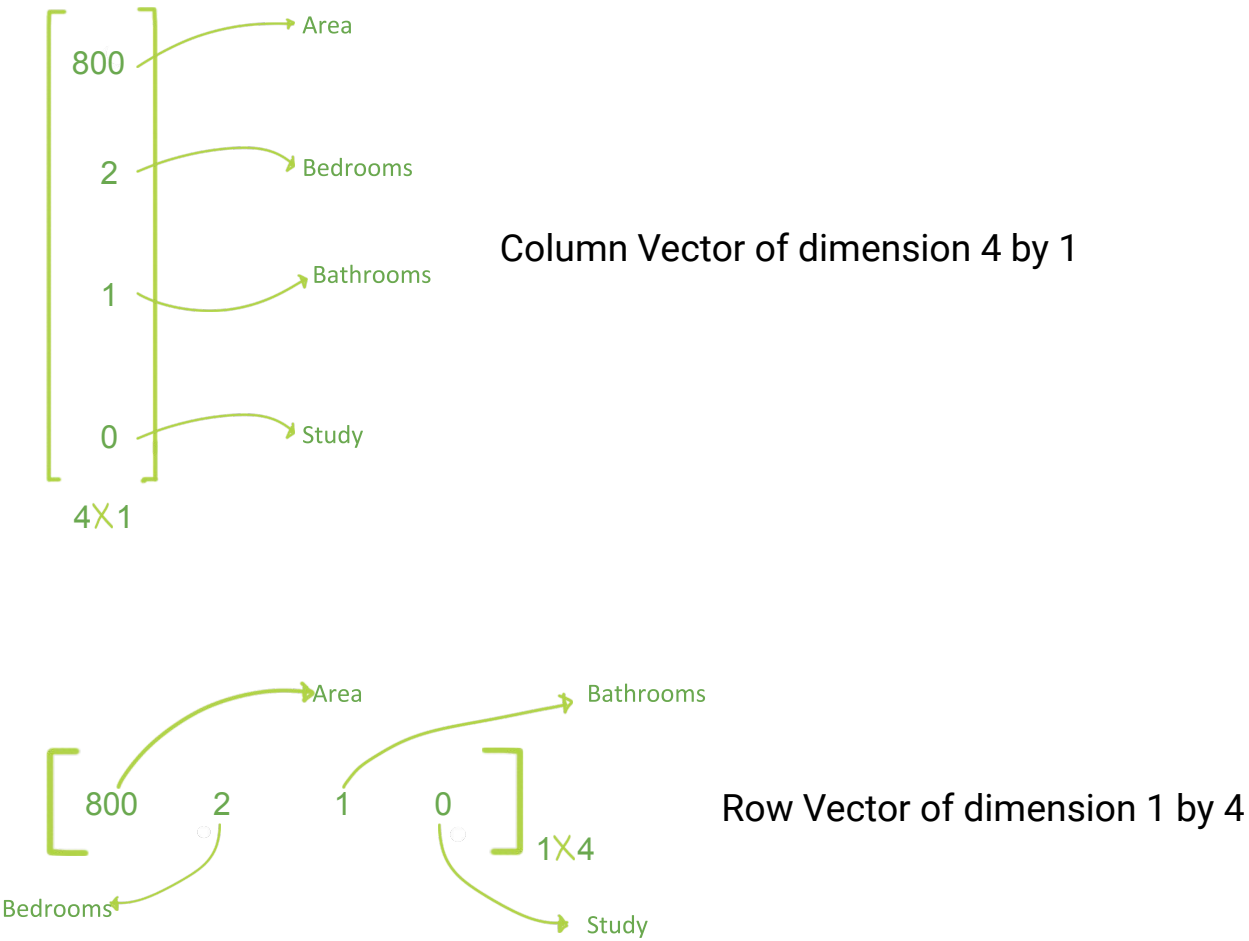 Area
800
2
Bedrooms
Column Vector of dimension 4 by 1
Bathrooms
1
0
Study
4X1
Area
Bathrooms
800 2 1 0
Row Vector of dimension 1 by 4
1X4
Bedrooms
Study